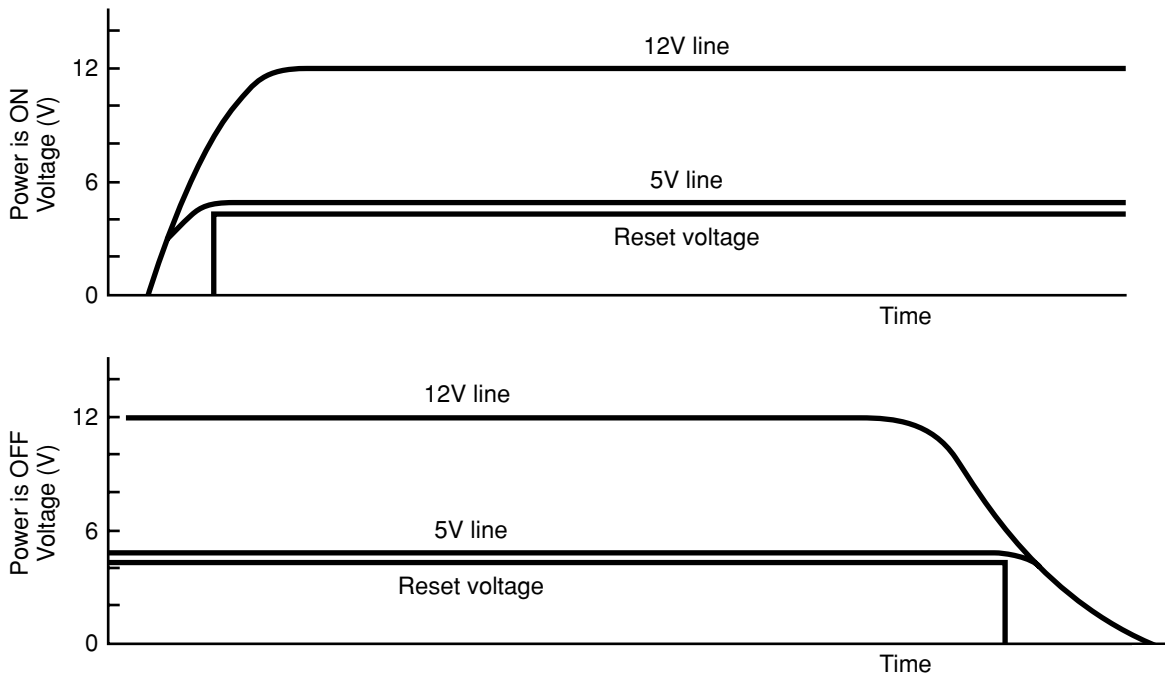 Power is ON
Voltage (V)
12
6
0
12V line
5V line
Reset voltage
Time
Power is OFF
Voltage (V)
12
6
0
12V line
5V line
Reset voltage
Time